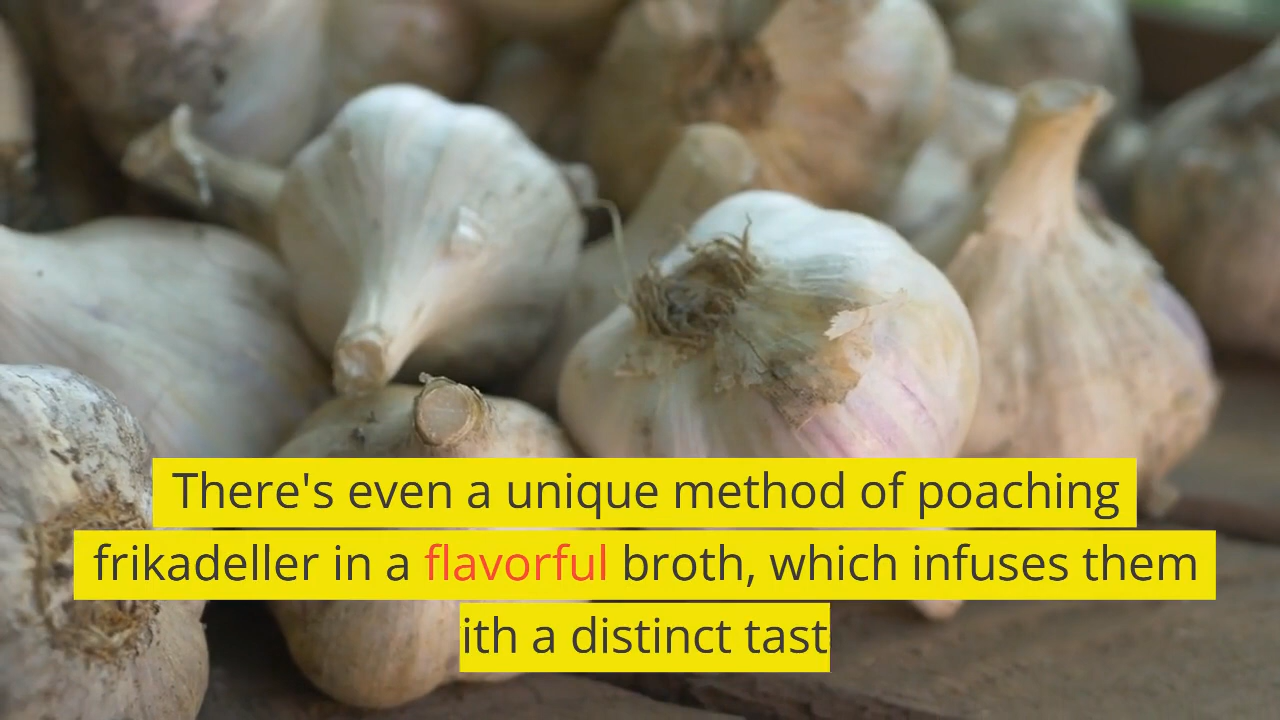 There's even a unique method of poaching
frikadeller in a flavorful broth, which infuses them
ith a distinct tast